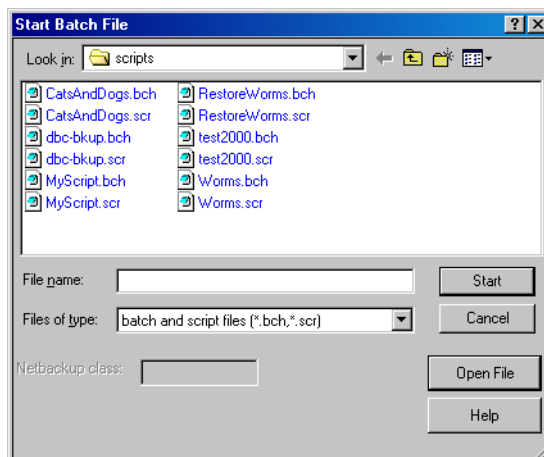 Start Batch File
Look in: scripts
CatsAndDogs.bch RestoreWorms.bch
CatsAndDogs.scr RestoreWorms.scr
dbc-bkup.bch test2000.bch
dbc-bkup.scr test2000.scr
MyScript.bch Worms.bch
MyScript.scr Worms.scr
File name: Start
Files of type: batch and script files (*.bch,*.scr) Cancel
Netbackup class: Open File
Help